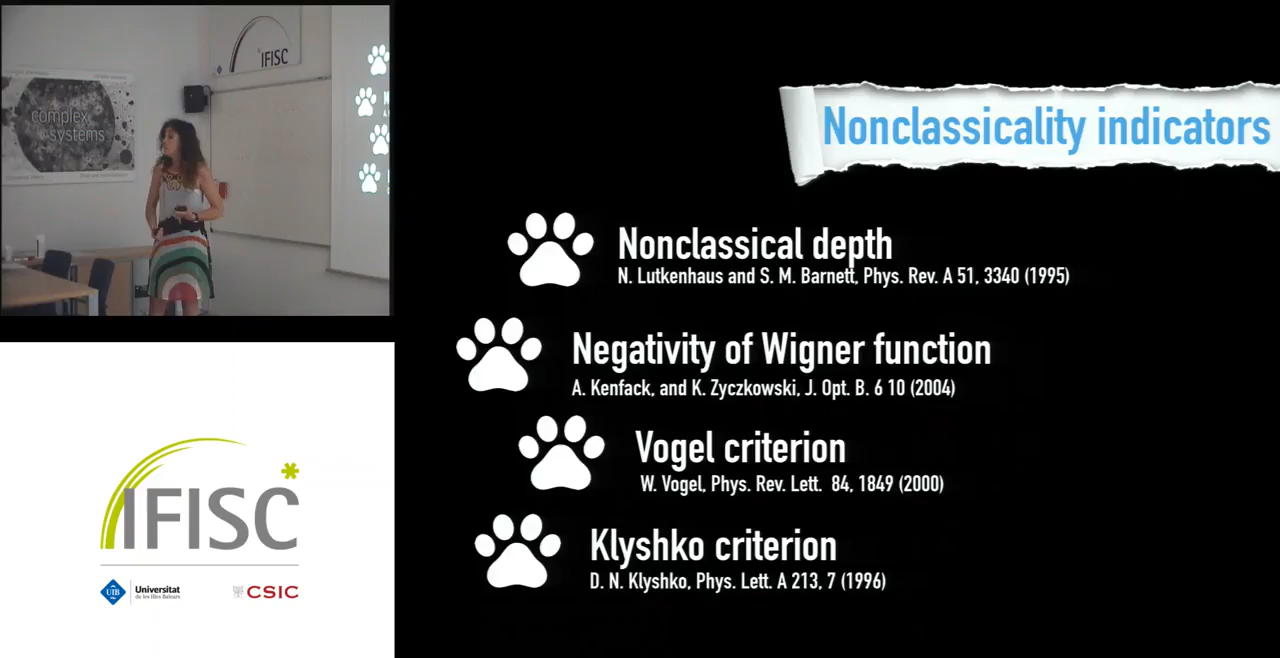 IFISC
complex
systems
Nonclassicality indicators
Nonclassical depth
N. Lutkenhaus and S. M. Barnett, Phys. Rev. A 51, 3340 (1995)
Negativity of Wigner function
A. Kenfack, and K. Zyczkowski, J. Opt. B. 6 10 (2004)
Vogel criterion
W. Vogel, Phys. Rev. Lett. 84, 1849 (2000)
Klyshko criterion
D. N. Klyshko, Phys. Lett. A 213, 7 (1996)
IFISC
UIB
Universitat
de les Illes Balears
CSIC